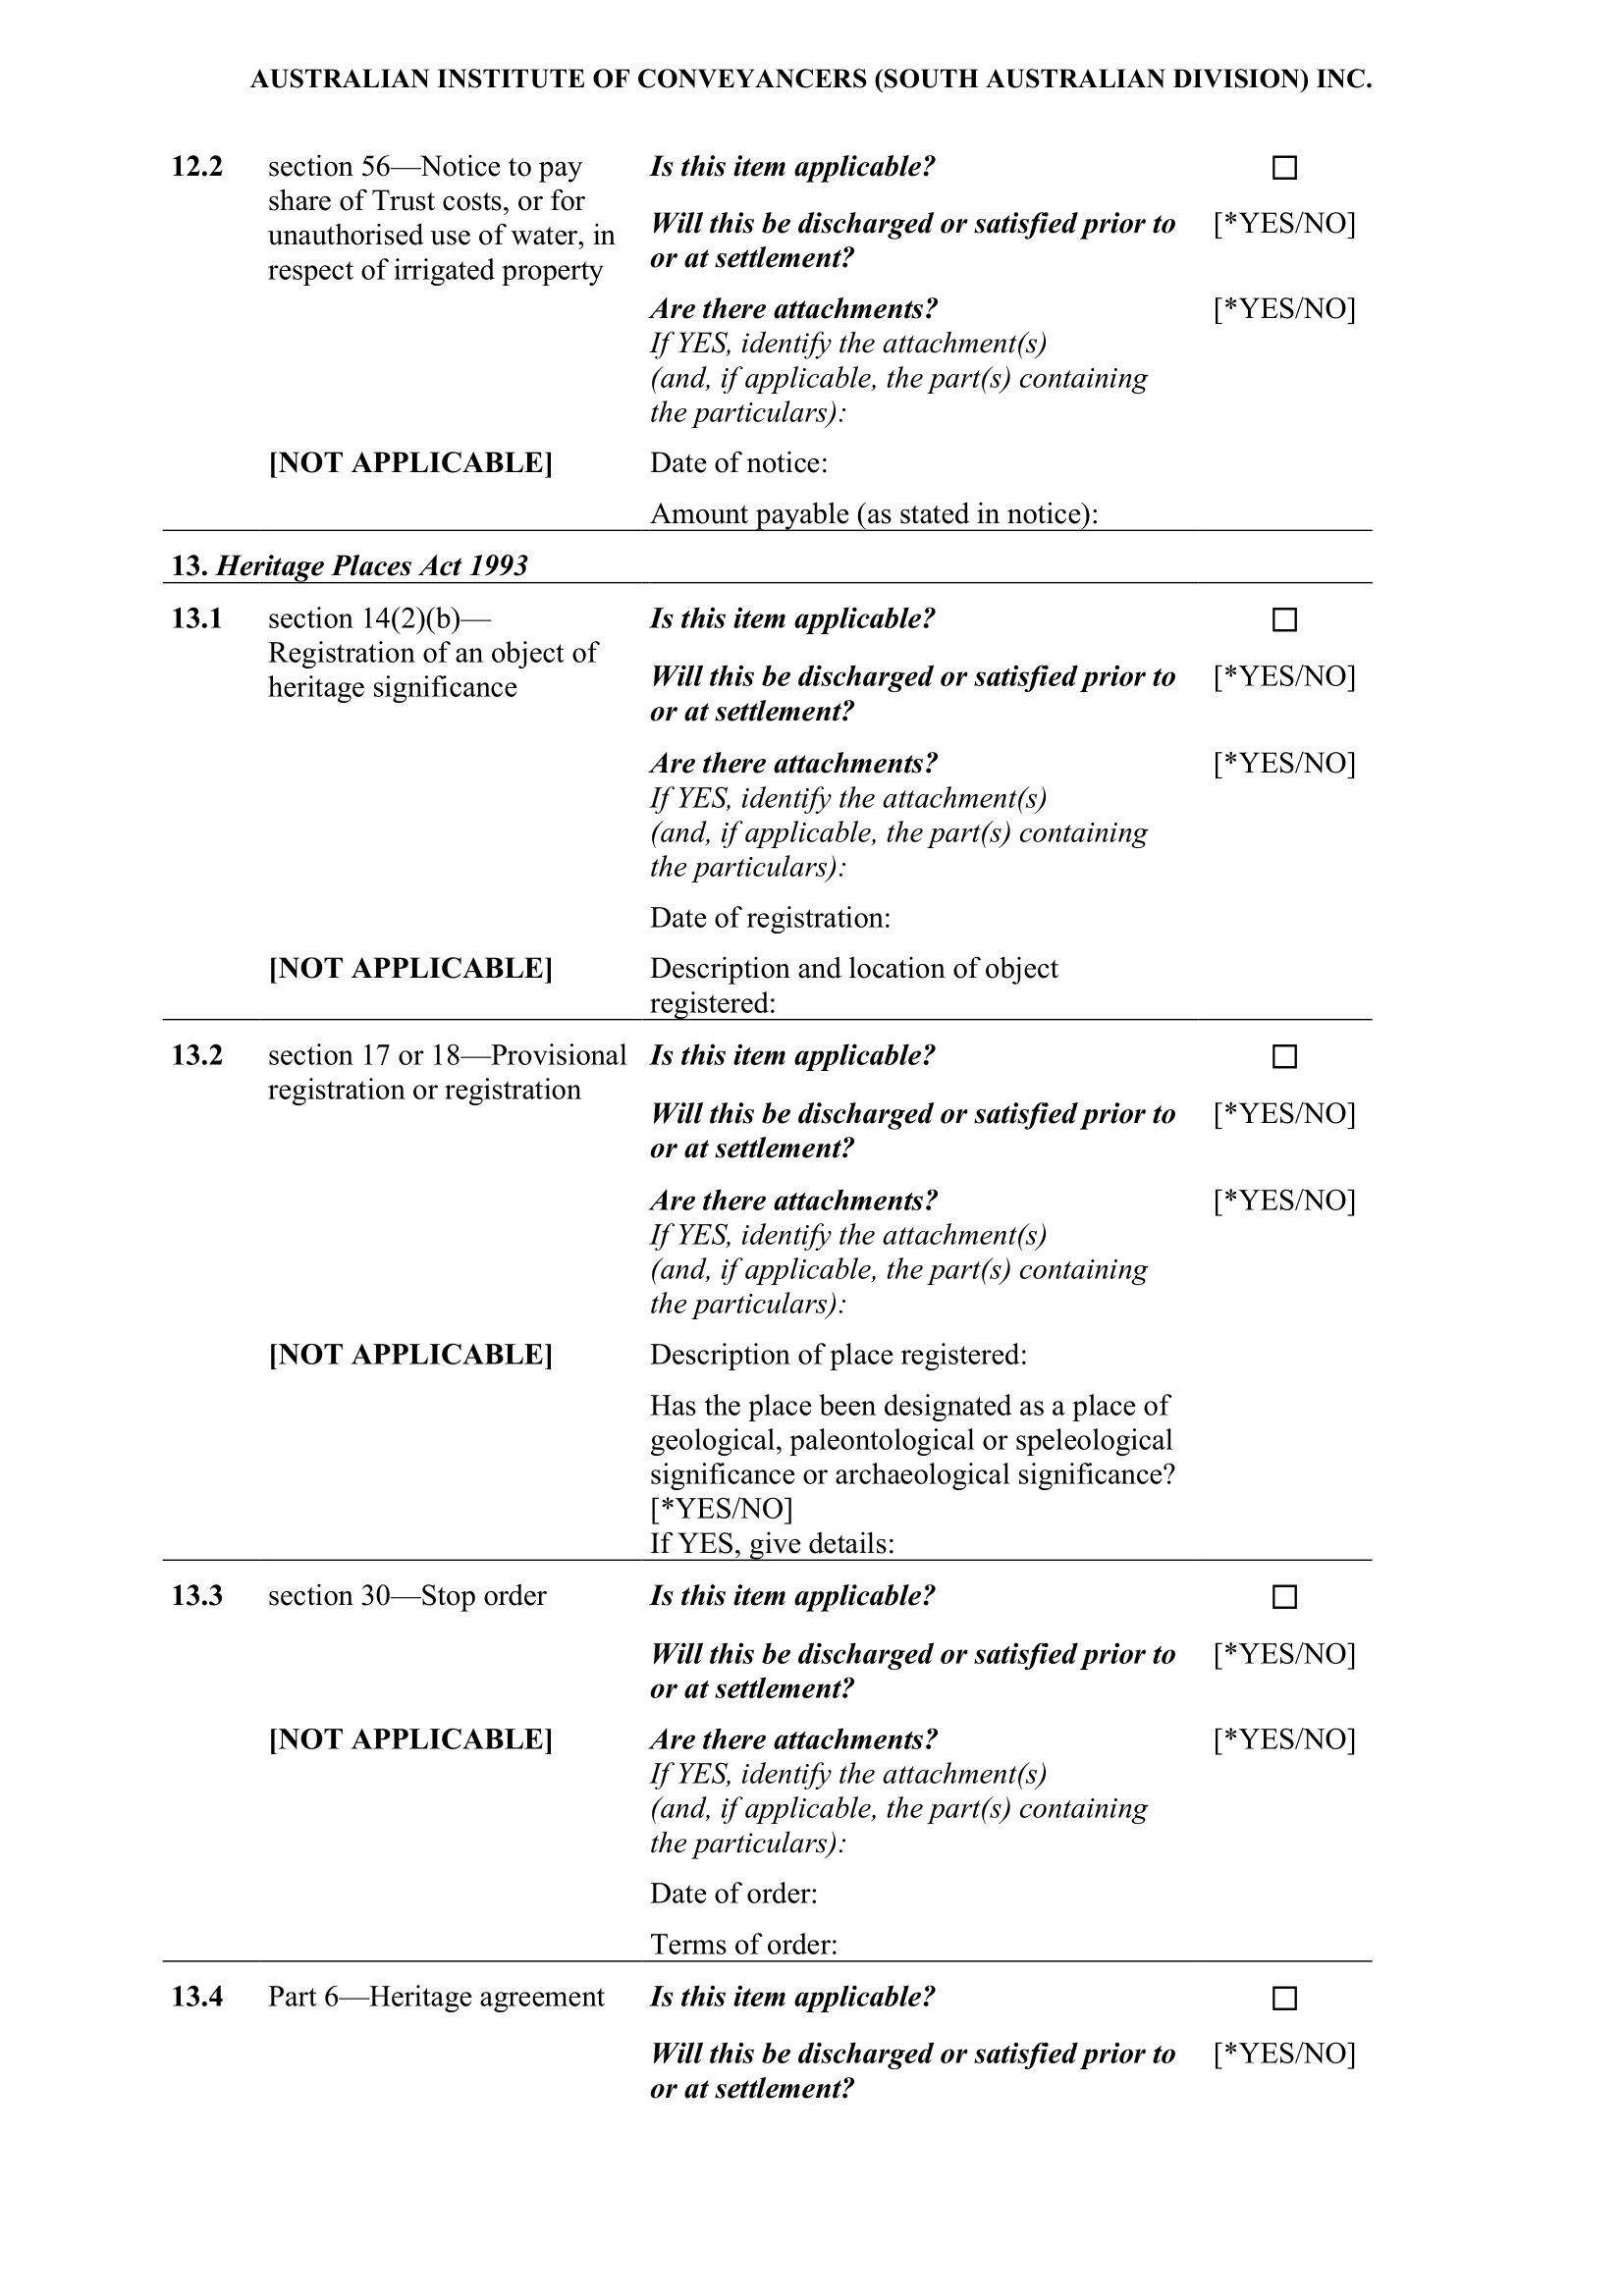 AUSTRALIAN INSTITUTE OF CONVEYANCERS (SOUTH AUSTRALIAN DIVISION) INC.
12.2 section 56—Notice to pay
share of Trust costs, or for
unauthorised use of water, in
respect of irrigated property
Is this item applicable? ☐
Will this be discharged or satisfied prior to [*YES/NO]
or at settlement?
Are there attachments? [*YES/NO]
If YES, identify the attachment(s)
(and, if applicable, the part(s) containing
the particulars):
[NOT APPLICABLE] Date of notice:
Amount payable (as stated in notice):
13. Heritage Places Act 1993
13.1 section 14(2)(b)—
Registration of an object of
heritage significance
Is this item applicable? ☐
Will this be discharged or satisfied prior to [*YES/NO]
or at settlement?
Are there attachments? [*YES/NO]
If YES, identify the attachment(s)
(and, if applicable, the part(s) containing
the particulars):
Date of registration:
[NOT APPLICABLE] Description and location of object
registered:
13.2 section 17 or 18—Provisional
registration or registration
Is this item applicable? ☐
Will this be discharged or satisfied prior to [*YES/NO]
or at settlement?
Are there attachments? [*YES/NO]
If YES, identify the attachment(s)
(and, if applicable, the part(s) containing
the particulars):
[NOT APPLICABLE] Description of place registered:
Has the place been designated as a place of
geological, paleontological or speleological
significance or archaeological significance?
[*YES/NO]
If YES, give details:
13.3 section 30—Stop order
Is this item applicable? ☐
Will this be discharged or satisfied prior to [*YES/NO]
or at settlement?
[NOT APPLICABLE] Are there attachments? [*YES/NO]
If YES, identify the attachment(s)
(and, if applicable, the part(s) containing
the particulars):
Date of order:
Terms of order:
13.4 Part 6—Heritage agreement
Is this item applicable? ☐
Will this be discharged or satisfied prior to [*YES/NO]
or at settlement?